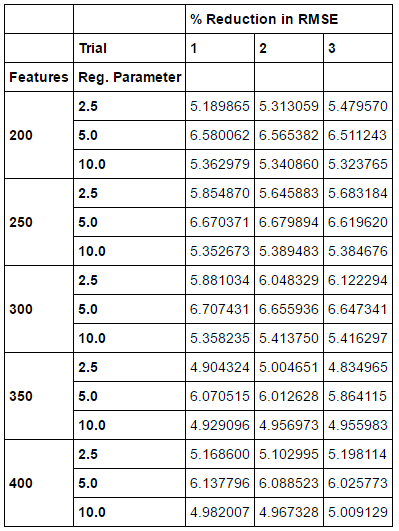 % Reduction in RMSE
Trial 1 2 3
Features Reg. Parameter
200 2.5 5.189865 5.313059 5.479570
5.0 6.580062 6.565382 6.511243
10.0 5.362979 5.340860 5.323765
250 2.5 5.854870 5.645883 5.683184
5.0 6.670371 6.679894 6.619620
10.0 5.352673 5.389483 5.384676
300 2.5 5.881034 6.048329 6.122294
5.0 6.707431 6.655936 6.647341
10.0 5.358235 5.413750 5.416297
350 2.5 4.904324 5.004651 4.834965
5.0 6.070515 6.012628 5.864115
10.0 4.929096 4.956973 4.955983
400 2.5 5.168600 5.102995 5.198114
5.0 6.137796 6.088523 6.025773
10.0 4.982007 4.967328 5.009129